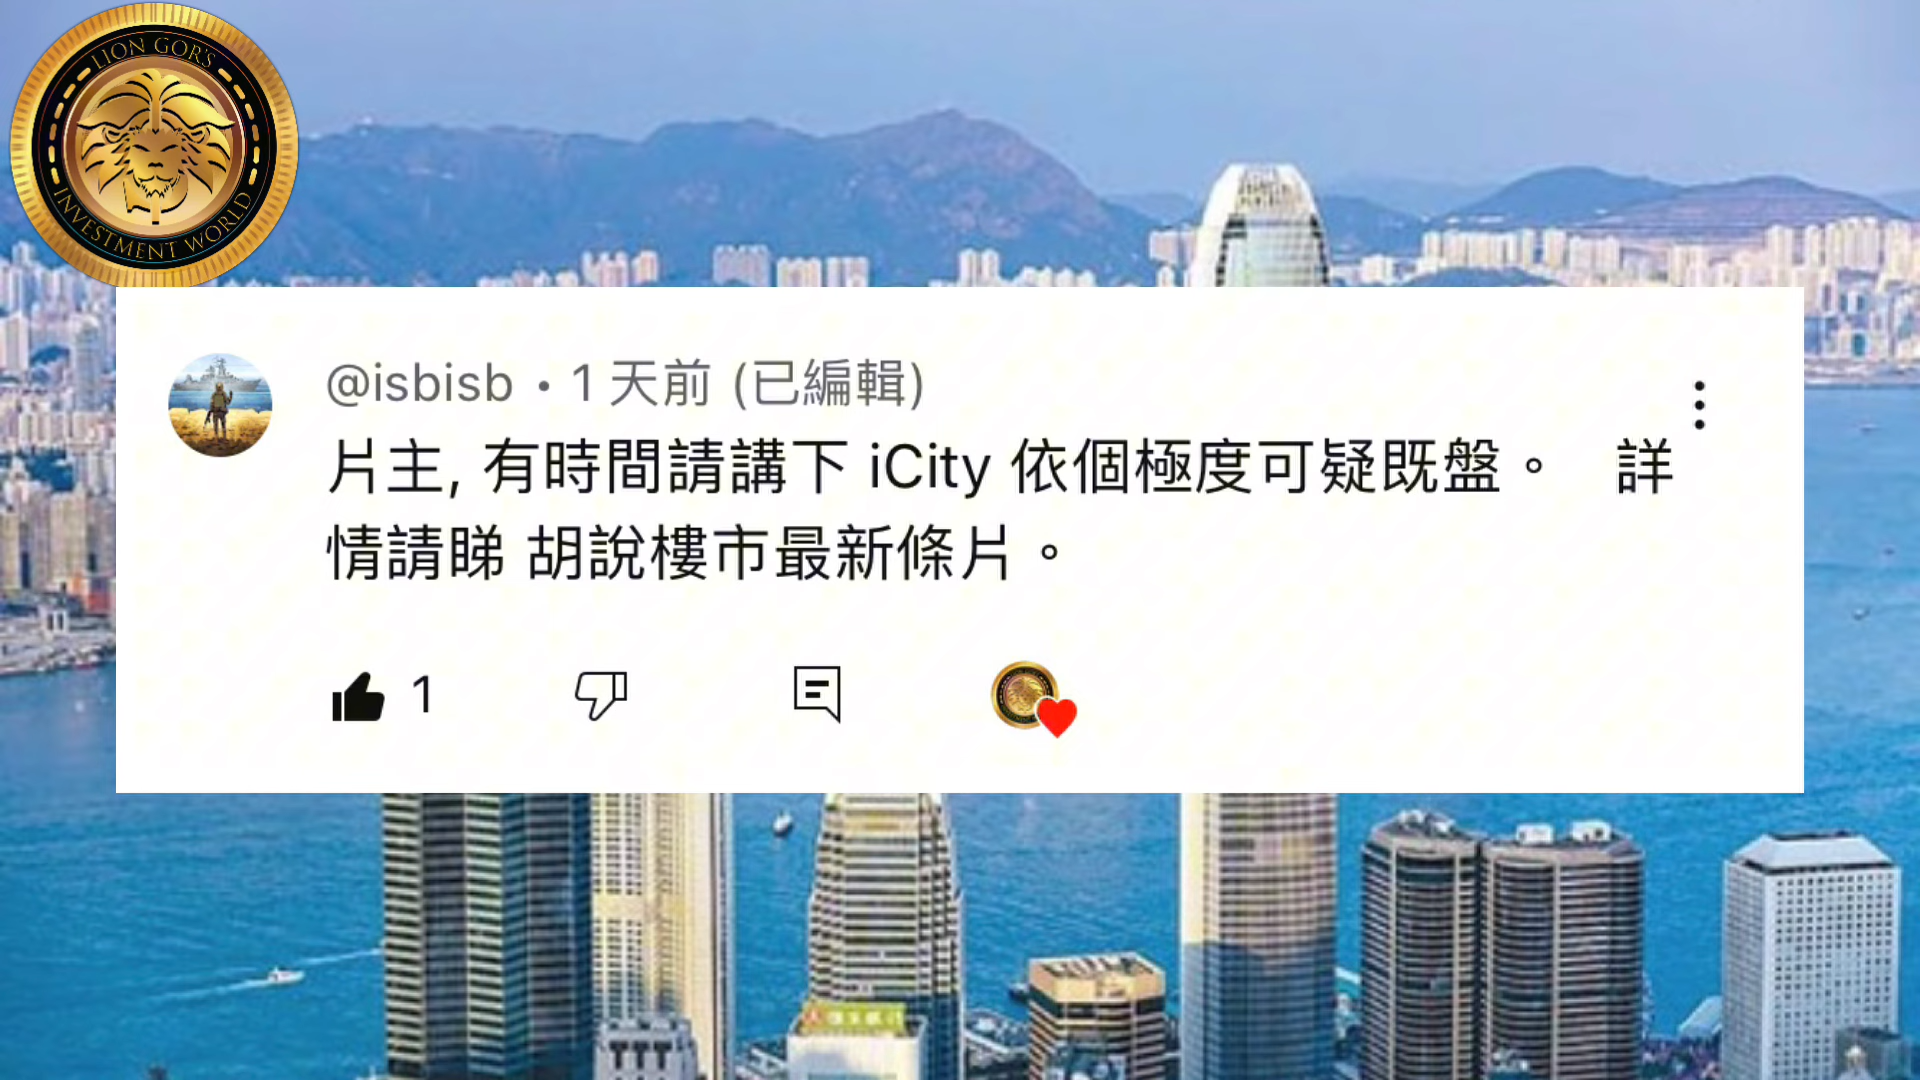 LION GOR'S
INVESTMENT WORLD
@isbisb • 1 天前 (已編輯)
片主, 有時間請講下 iCity 依個極度可疑既盤。 詳
情請睇 胡說樓市最新條片。
1